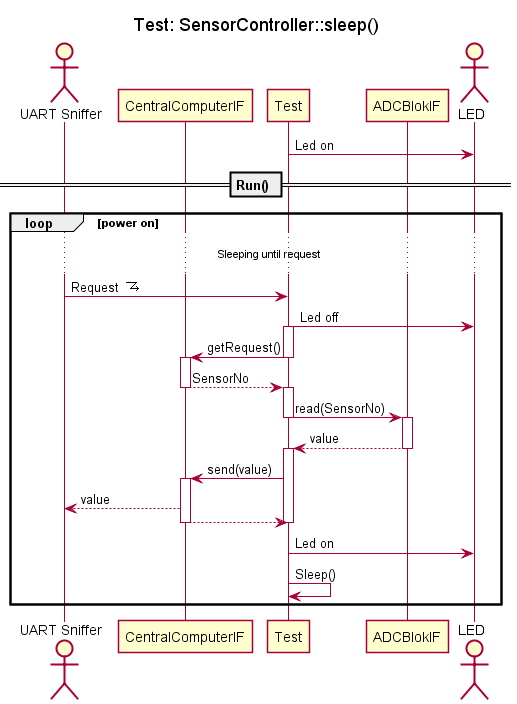 Test: SensorController::sleep()
UART Sniffer
CentralComputerIF
Test
ADCBlokIF
LED
Led on
Run()
loop
[power on]
Sleeping until request
Request
Led off
getRequest()
SensorNo
read(SensorNo)
value
send(value)
value
Led on
Sleep()
UART Sniffer
CentralComputerIF
Test
ADCBlokIF
LED